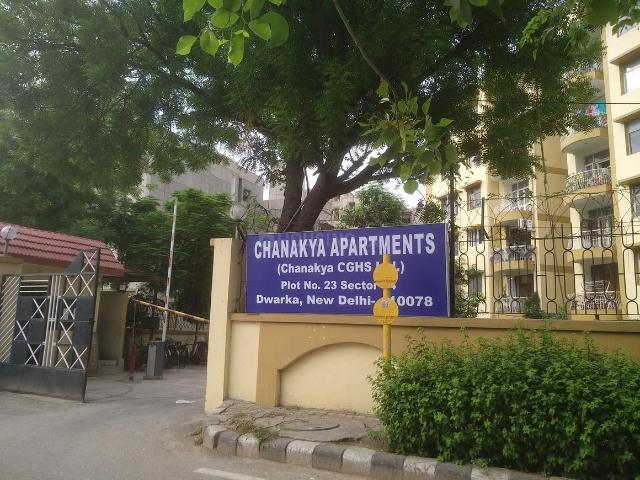 CHANAKYA APARTMENTS
(Chanakya CGHS
Plot No. 23 Sector
Dwarka, New Delhi-